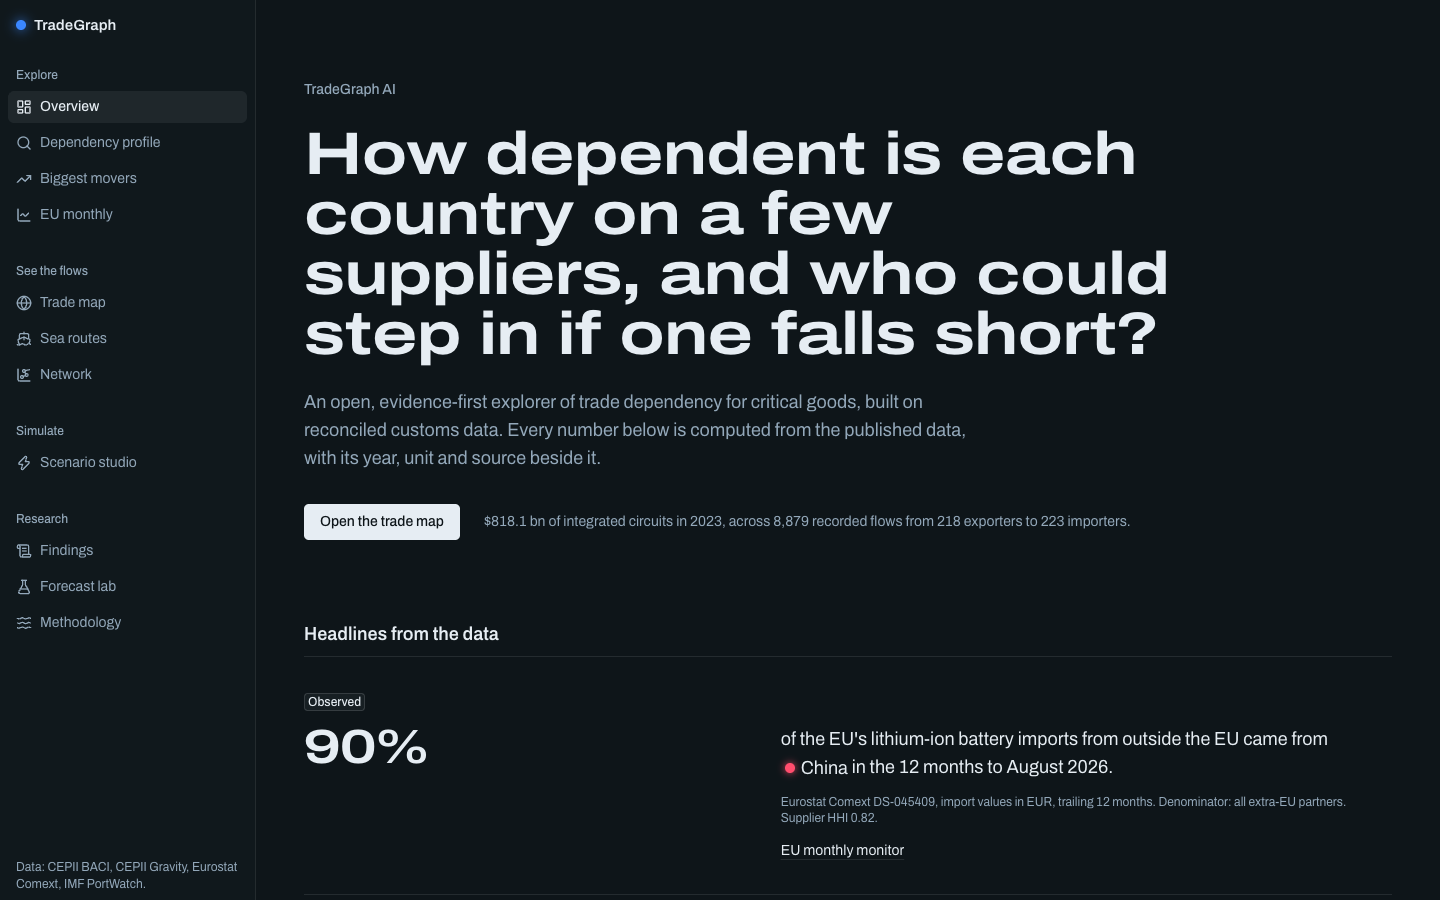 TradeGraph
Explore
Overview
Dependency profile
Biggest movers
EU monthly
See the flows
Trade map
Sea routes
Network
Simulate
Scenario studio
Research
Findings
Forecast lab
Methodology
Data: CEPII BACI, CEPII Gravity, Eurostat
Comext, IMF PortWatch.
TradeGraph AI
How dependent is each
country on a few
suppliers, and who could
step in if one falls short?
An open, evidence-first explorer of trade dependency for critical goods, built on
reconciled customs data. Every number below is computed from the published data,
with its year, unit and source beside it.
Open the trade map
$818.1 bn of integrated circuits in 2023, across 8,879 recorded flows from 218 exporters to 223 importers.
Headlines from the data
Observed
90%
of the EU's lithium-ion battery imports from outside the EU came from
China in the 12 months to August 2026.
Eurostat Comext DS-045409, import values in EUR, trailing 12 months. Denominator: all extra-EU partners.
Supplier HHI 0.82.
EU monthly monitor